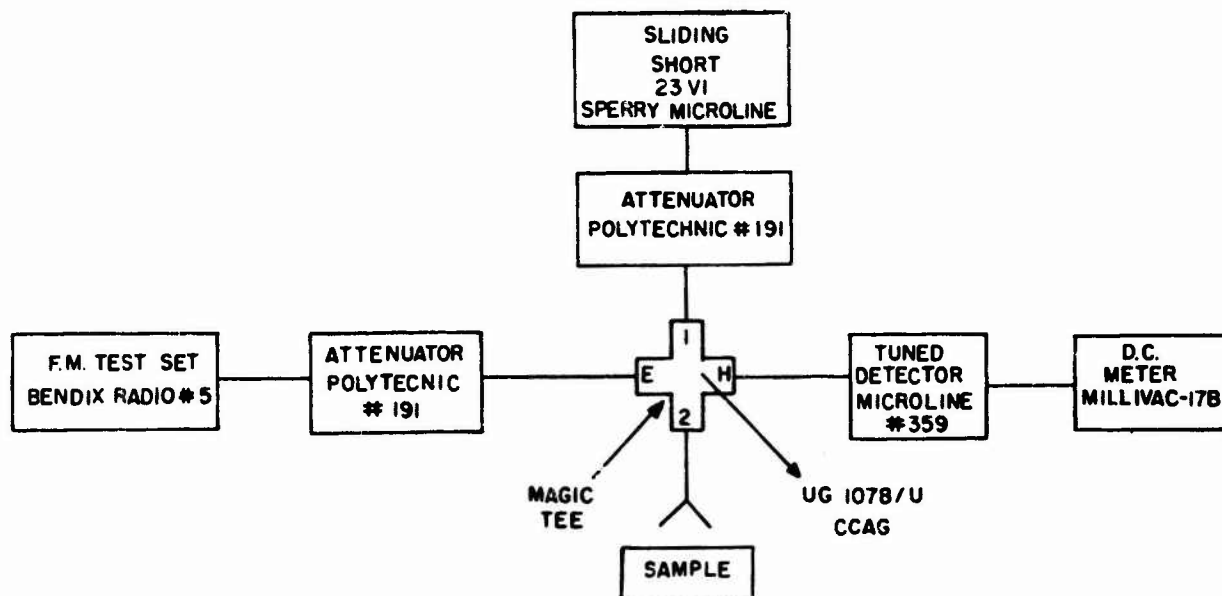 SLIDING
SHORT
23 VI
SPERRY MICROLINE
ATTENUATOR
POLYTECHNIC # 191
F.M. TEST SET
BENDIX RADIO # 5
ATTENUATOR
POLYTECNIC
# 191
1
E
H
2
TUNED
DETECTOR
MICROLINE
#359
D.C.
METER
MILLIVAC-17B
MAGIC
TEE
UG 1078/U
CCAG
SAMPLE